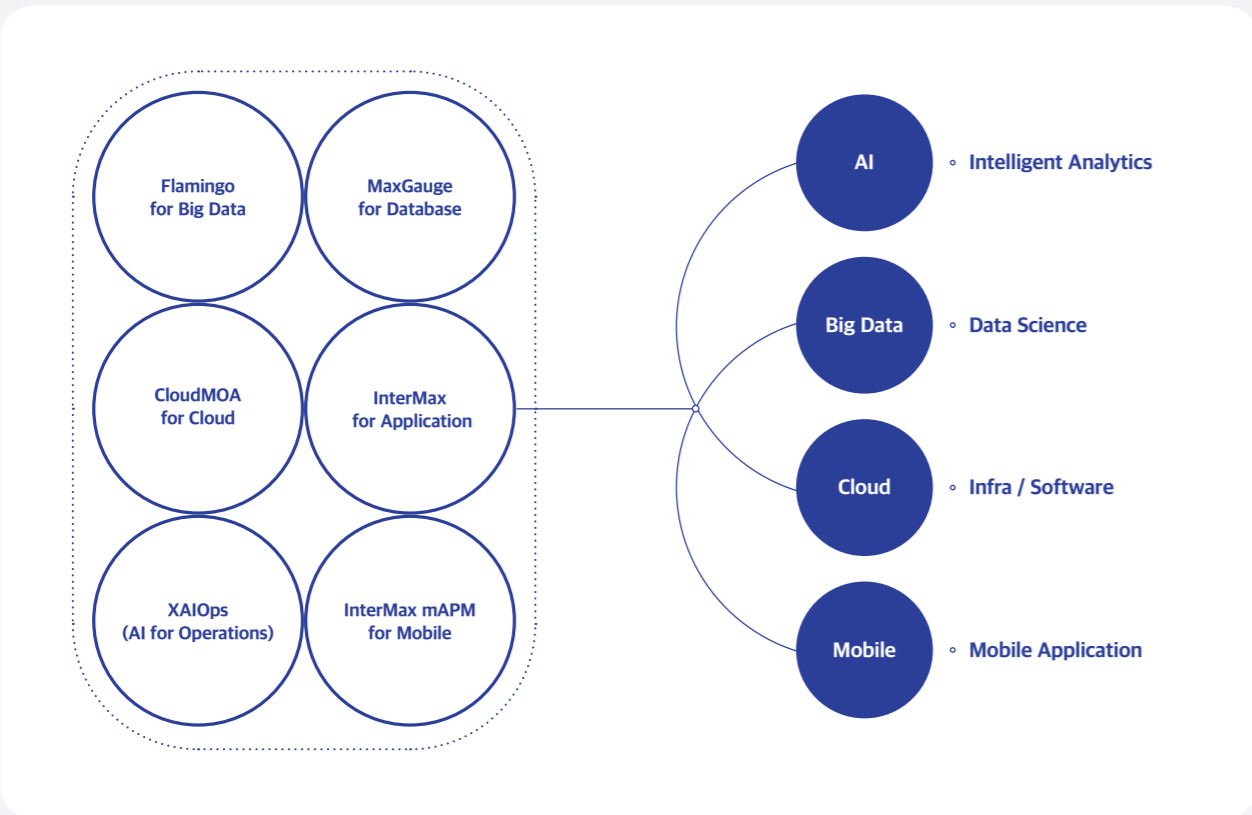 Flamingo
for Big Data
MaxGauge
for Database
CloudMOA
for Cloud
InterMax
for Application
XAIOps
(AI for Operations)
InterMax mAPM
for Mobile
AI
Intelligent Analytics
Big Data
Data Science
Cloud
Infra / Software
Mobile
Mobile Application